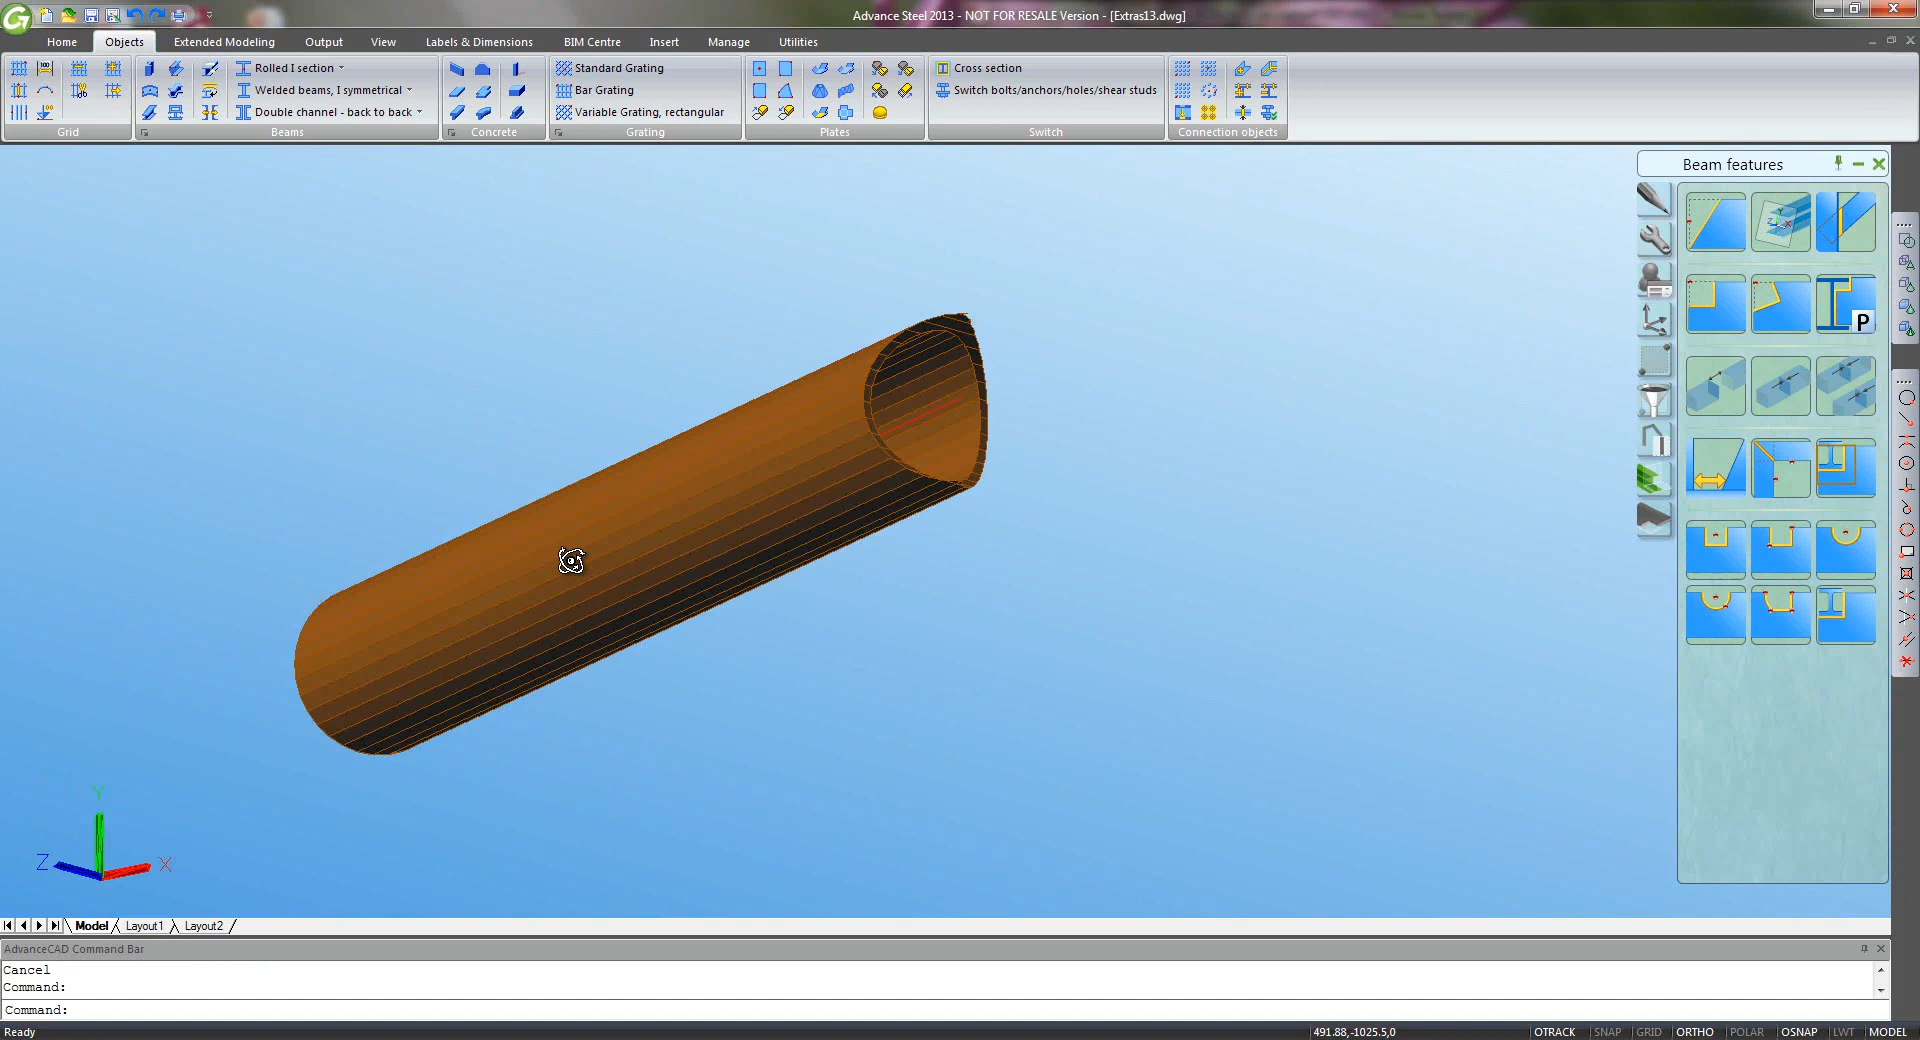 Advance Steel 2013 - NOT FOR RESALE Version - [Extras13.dwg]
Home Objects Extended Modeling Output View Labels & Dimensions BIM Centre Insert Manage Utilities
Rolled I section
Welded beams, I symmetrical
Double channel - back to back
Standard Grating
Bar Grating
Variable Grating, rectangular
Cross section
Switch bolts/anchors/holes/shear studs
Grid Beams Concrete Grating Plates Switch Connection objects
Beam features
P
Y
Z X
Model Layout1 Layout2
AdvanceCAD Command Bar
Cancel
Command:
Command:
Ready 491.88,-1025.5,0 OTRACK SNAP GRID ORTHO POLAR OSNAP LWT MODEL